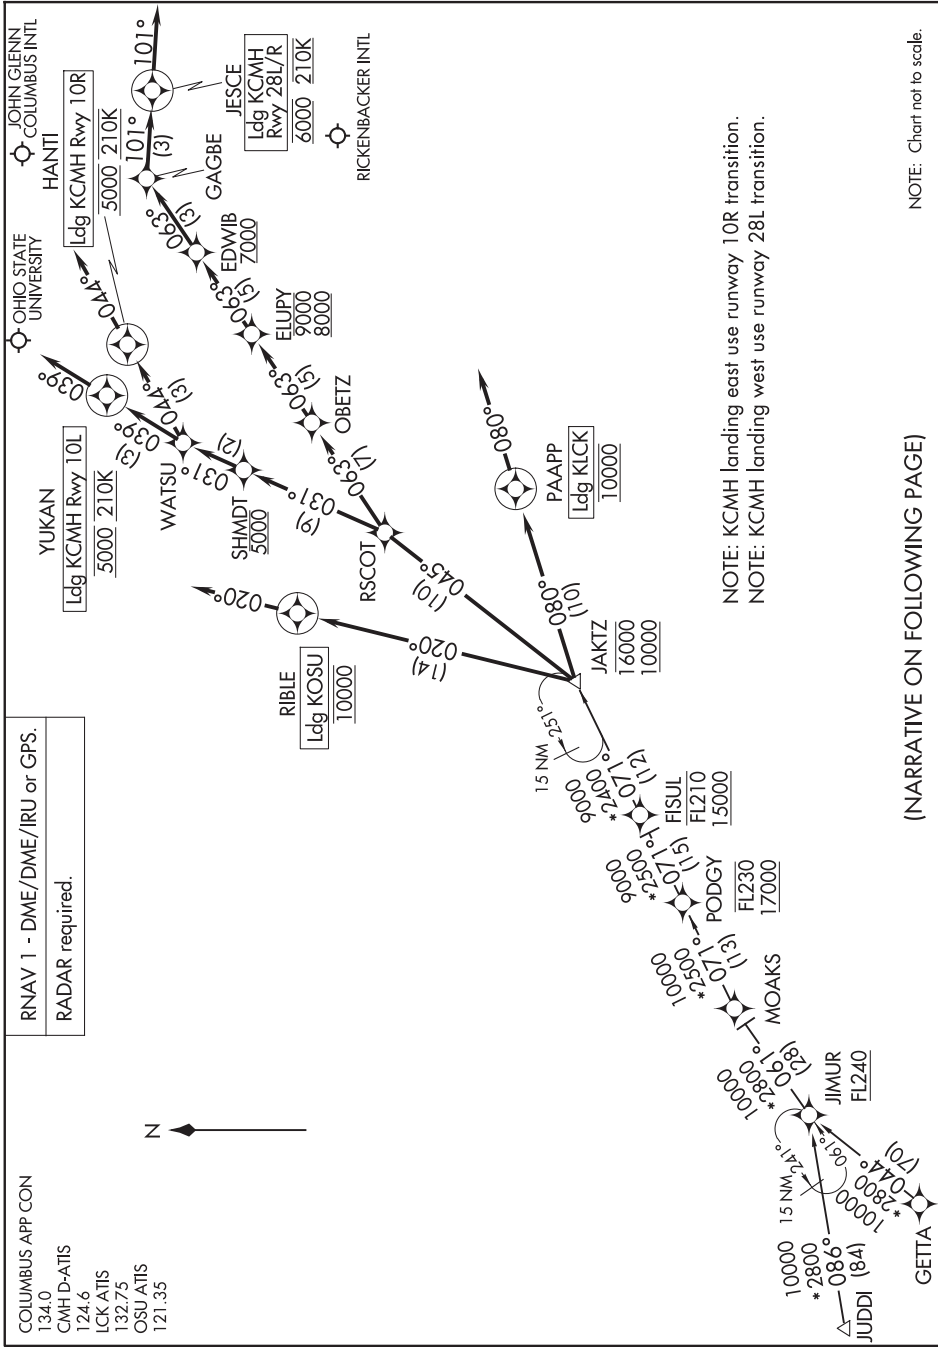 COLUMBUS APP CON
134.0
CMH D-ATIS
124.6
LCK ATIS
132.75
OSU ATIS
121.35
N
RNAV 1 - DME/DME/IRU or GPS.
RADAR required.
YUKAN
Ldg KCMH Rwy 10L
5000 210K
039°
OHIO STATE
UNIVERSITY
HANTI
Ldg KCMH Rwy 10R
5000 210K
044°
JOHN GLENN
COLUMBUS INTL
101°
JESCE
Ldg KCMH
Rwy 28L/R
6000 210K
RICKENBACKER INTL
101°
(3)
GAGBE
063°
(3)
EDWIB
7000
063°
(5)
ELUPY
9000
8000
063°
(5)
OBETZ
063°
(7)
039°
(3)
044°
(3)
WATSU
031°
(2)
SHMDT
5000
031°
(9)
RSCOT
045°
(10)
020°
RIBLE
Ldg KOSU
10000
020°
(14)
080°
PAAPP
Ldg KLCK
10000
080°
(10)
JAKTZ
16000
10000
15 NM
251°
9000
*2400
071°
(12)
FISUL
FL210
15000
9000
*2500
071°
(15)
PODGY
FL230
17000
10000
*2500
071°
(13)
MOAKS
10000
*2800
061°
(28)
JIMUR
FL240
15 NM
241°
061°
10000
*2800
044°
(70)
GETTA
10000
*2800
086°
(84)
JUDDI
NOTE: KCMH landing east use runway 10R transition.
NOTE: KCMH landing west use runway 28L transition.
(NARRATIVE ON FOLLOWING PAGE)
NOTE: Chart not to scale.